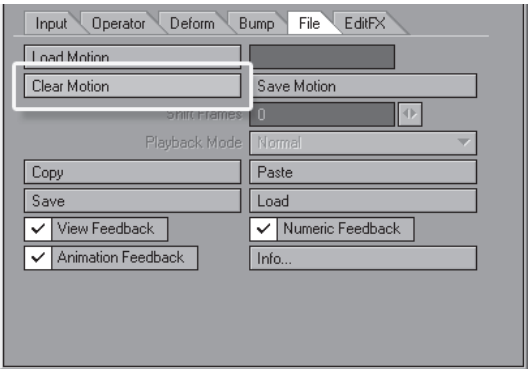 Input Operator Deform Bump File EditFX
Load Motion
Clear Motion Save Motion
Shift Frames 0
Playback Mode Normal
Copy Paste
Save Load
View Feedback Numeric Feedback
Animation Feedback Info...